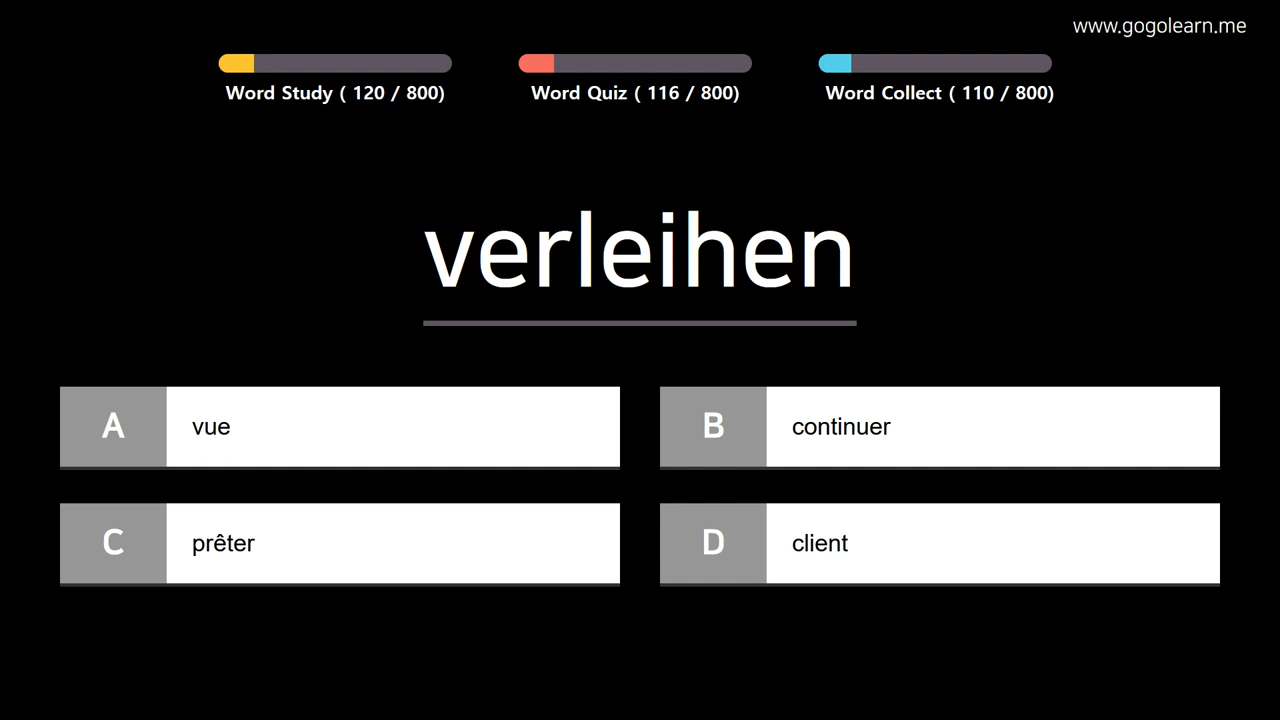 www.gogolearn.me
Word Study ( 120 / 800)
Word Quiz ( 116 / 800)
Word Collect ( 110 / 800)
verleihen
A vue
B continuer
C prêter
D client